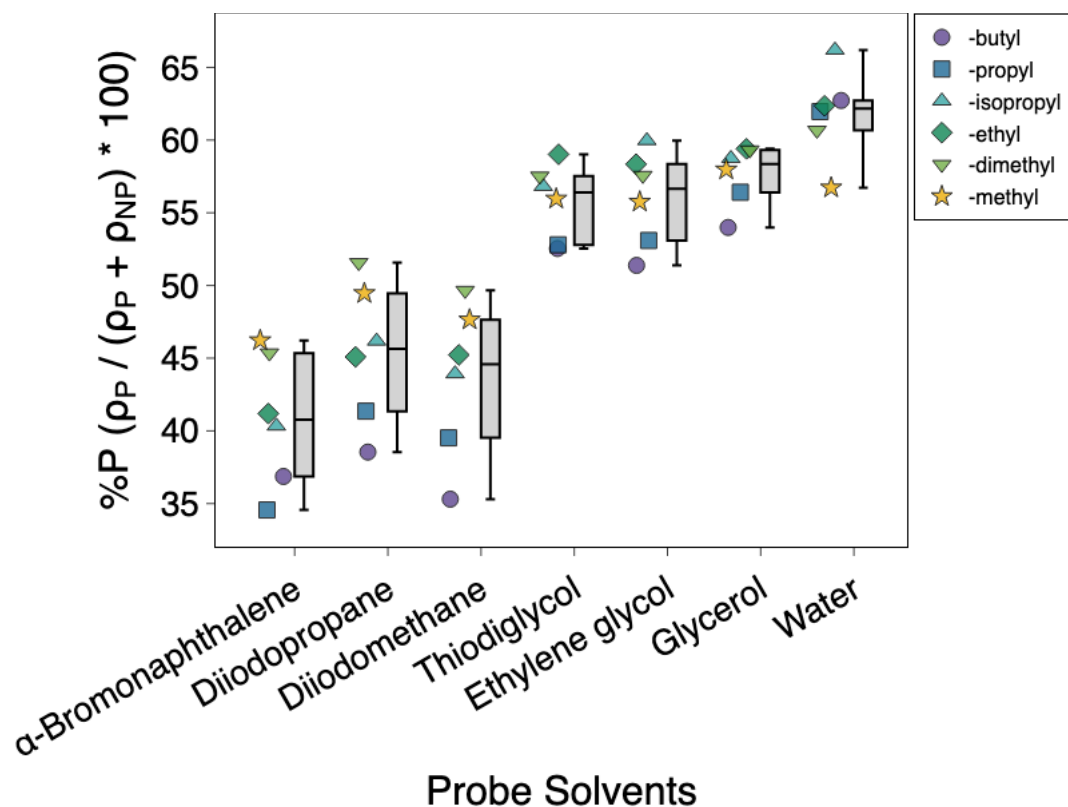 %P (ρP / (ρP + ρNP) * 100)
65
60
55
50
45
40
35
-butyl
-propyl
-isopropyl
-ethyl
-dimethyl
-methyl
α-Bromonaphthalene
Diiodopropane
Diiodomethane
Thiodiglycol
Ethylene glycol
Glycerol
Water
Probe Solvents